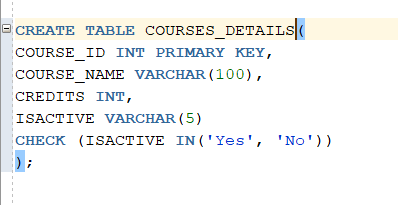 CREATE TABLE COURSES_DETAILS(
COURSE_ID INT PRIMARY KEY,
COURSE_NAME VARCHAR(100),
CREDITS INT,
ISACTIVE VARCHAR(5)
CHECK (ISACTIVE IN('Yes', 'No'))
);